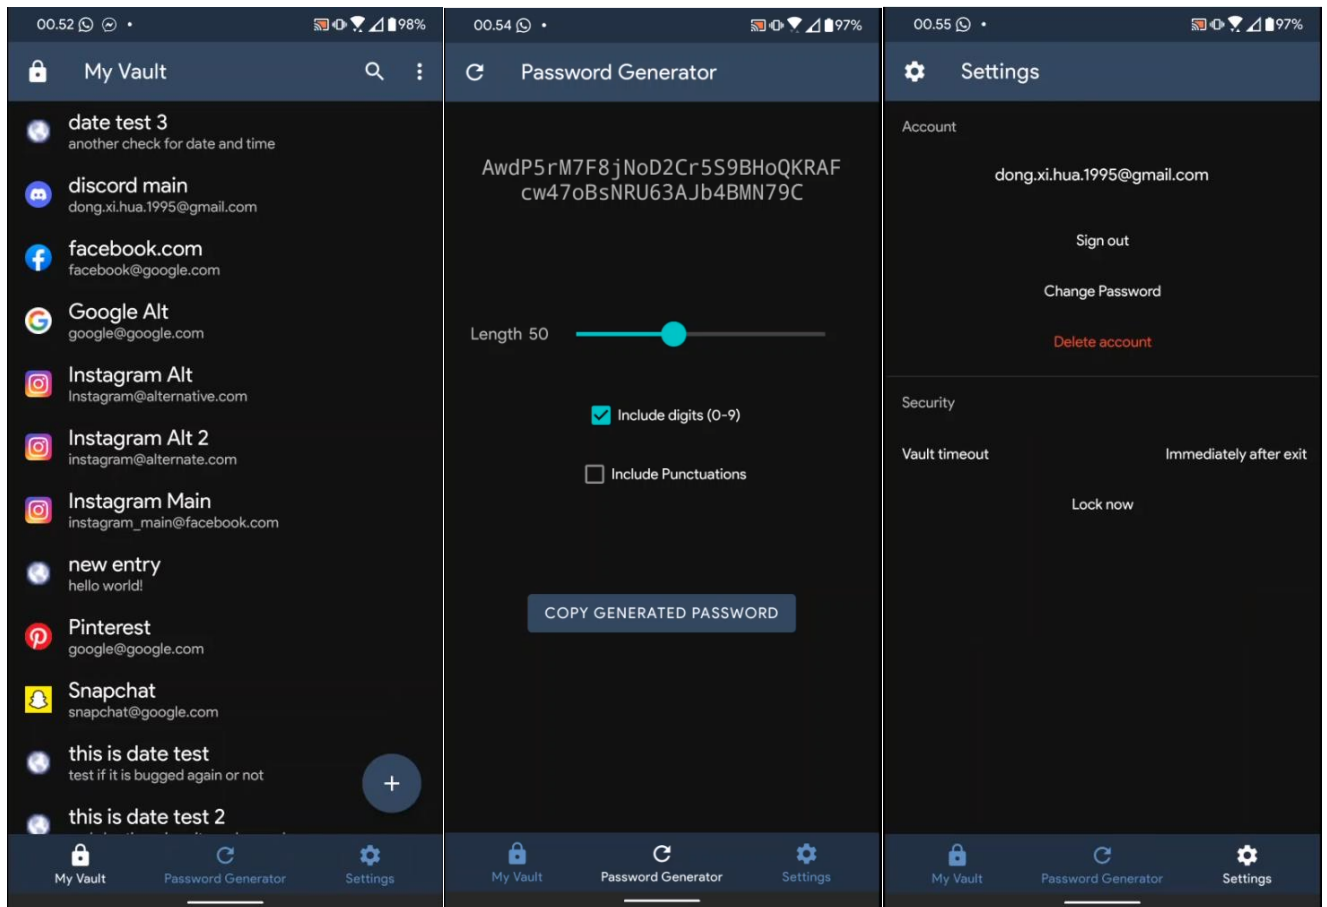 00.52
98%
My Vault
date test 3
another check for date and time
discord main
dong.xi.hua.1995@gmail.com
facebook.com
facebook@google.com
Google Alt
google@google.com
Instagram Alt
Instagram@alternative.com
Instagram Alt 2
instagram@alternate.com
Instagram Main
instagram_main@facebook.com
new entry
hello world!
Pinterest
google@google.com
Snapchat
snapchat@google.com
this is date test
test if it is bugged again or not
this is date test 2
My Vault
Password Generator
Settings
00.54
97%
Password Generator
AwdP5rM7F8jNoD2Cr5S9BHoQKRAF
cw47oBsNRU63AJb4BMN79C
Length 50
Include digits (0-9)
Include Punctuations
COPY GENERATED PASSWORD
My Vault
Password Generator
Settings
00.55
97%
Settings
Account
dong.xi.hua.1995@gmail.com
Sign out
Change Password
Delete account
Security
Vault timeout
Immediately after exit
Lock now
My Vault
Password Generator
Settings